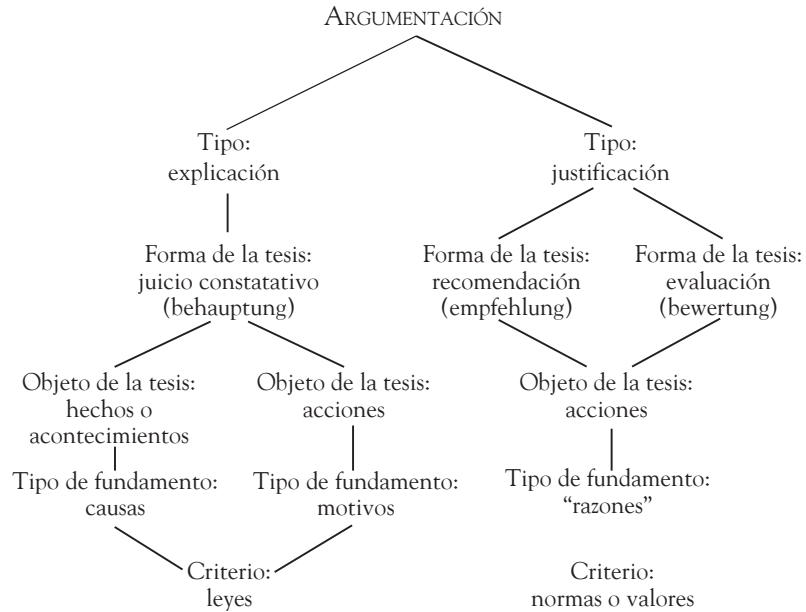 ARGUMENTACIÓN
Tipo:
explicación
Tipo:
justificación
Forma de la tesis:
juicio constatativo
(behauptung)
Forma de la tesis:
recomendación
(empfehlung)
Forma de la tesis:
evaluación
(bewertung)
Objeto de la tesis:
hechos o
acontecimientos
Objeto de la tesis:
acciones
Objeto de la tesis:
acciones
Tipo de fundamento:
causas
Tipo de fundamento:
motivos
Tipo de fundamento:
“razones”
Criterio:
leyes
Criterio:
normas o valores